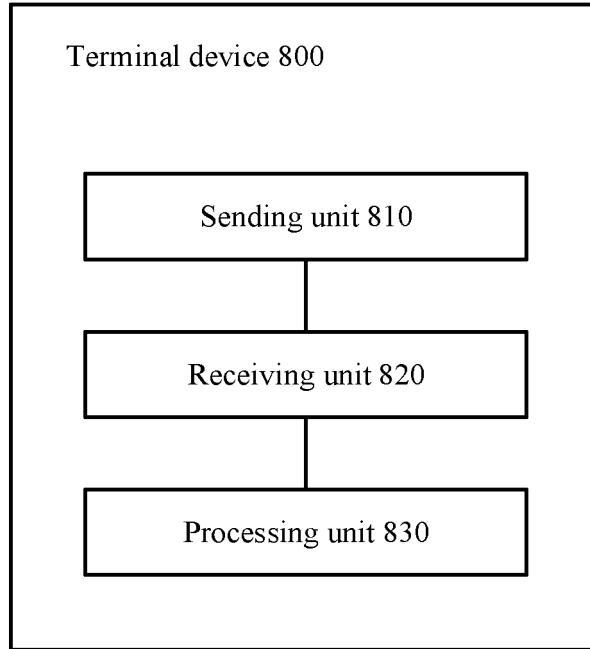 Terminal device 800
Sending unit 810
Receiving unit 820
Processing unit 830